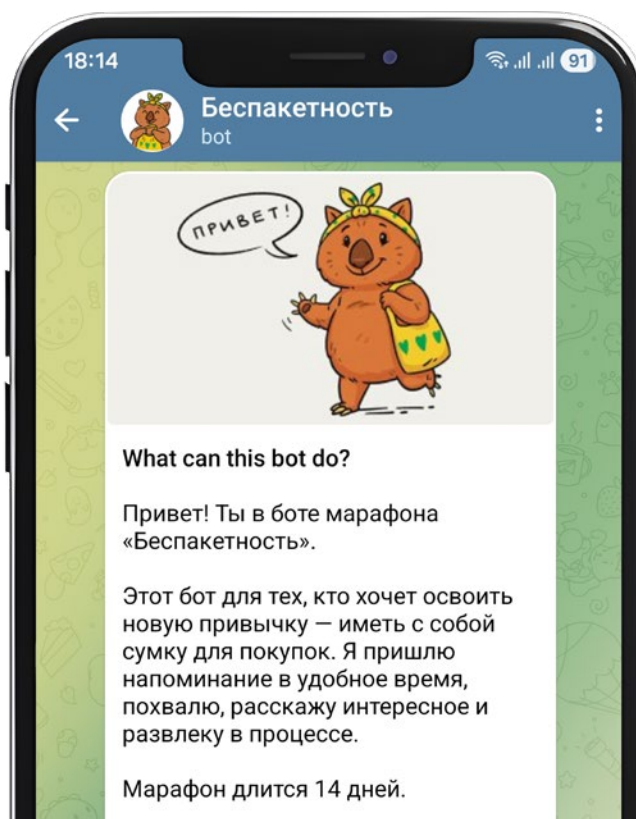 18:14
91
Беспакетность
bot
ПРИВЕТ!
What can this bot do?
Привет! Ты в боте марафона
«Беспакетность».
Этот бот для тех, кто хочет освоить
новую привычку — иметь с собой
сумку для покупок. Я пришлю
напоминание в удобное время,
похвалю, расскажу интересное и
развлеку в процессе.
Марафон длится 14 дней.